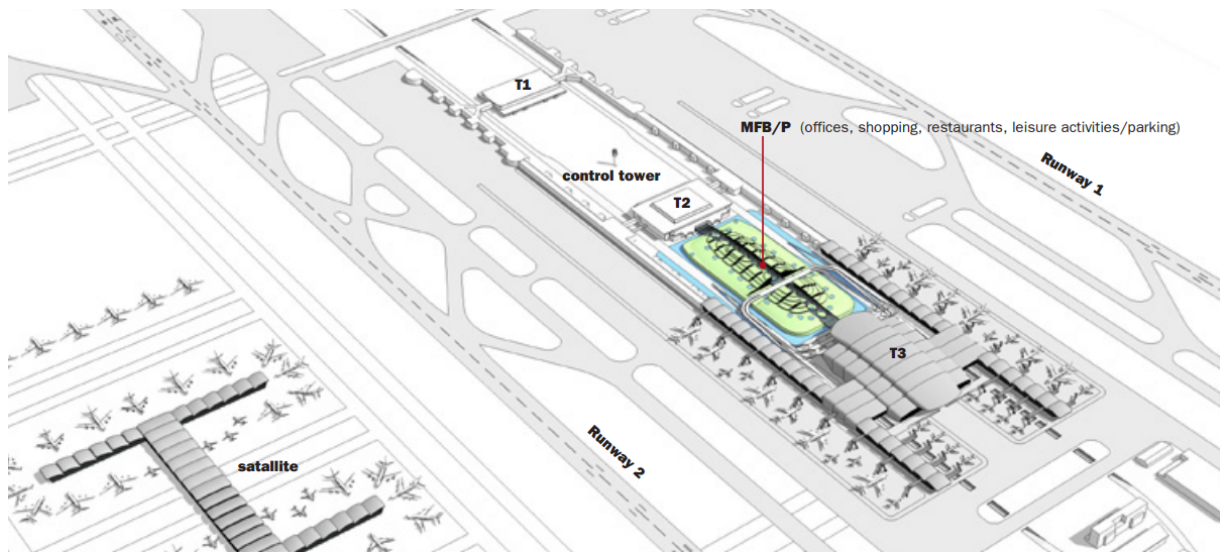 T1
MFB/P (offices, shopping, restaurants, leisure activities/parking)
Runway 1
control tower
T2
T3
Runway 2
satallite